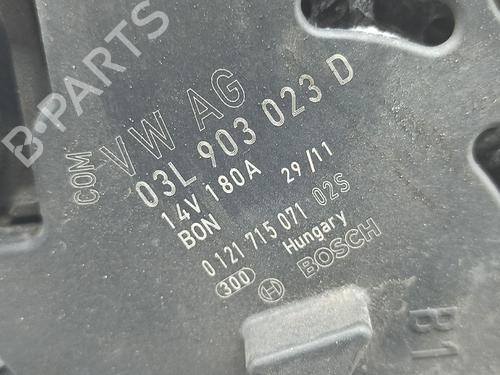 COM
VW AG
03L 903 023 D
14V 180A 29/11
BON
0 121 715 071 02S
300 Hungary
BOSCH
B1
B-PARTS